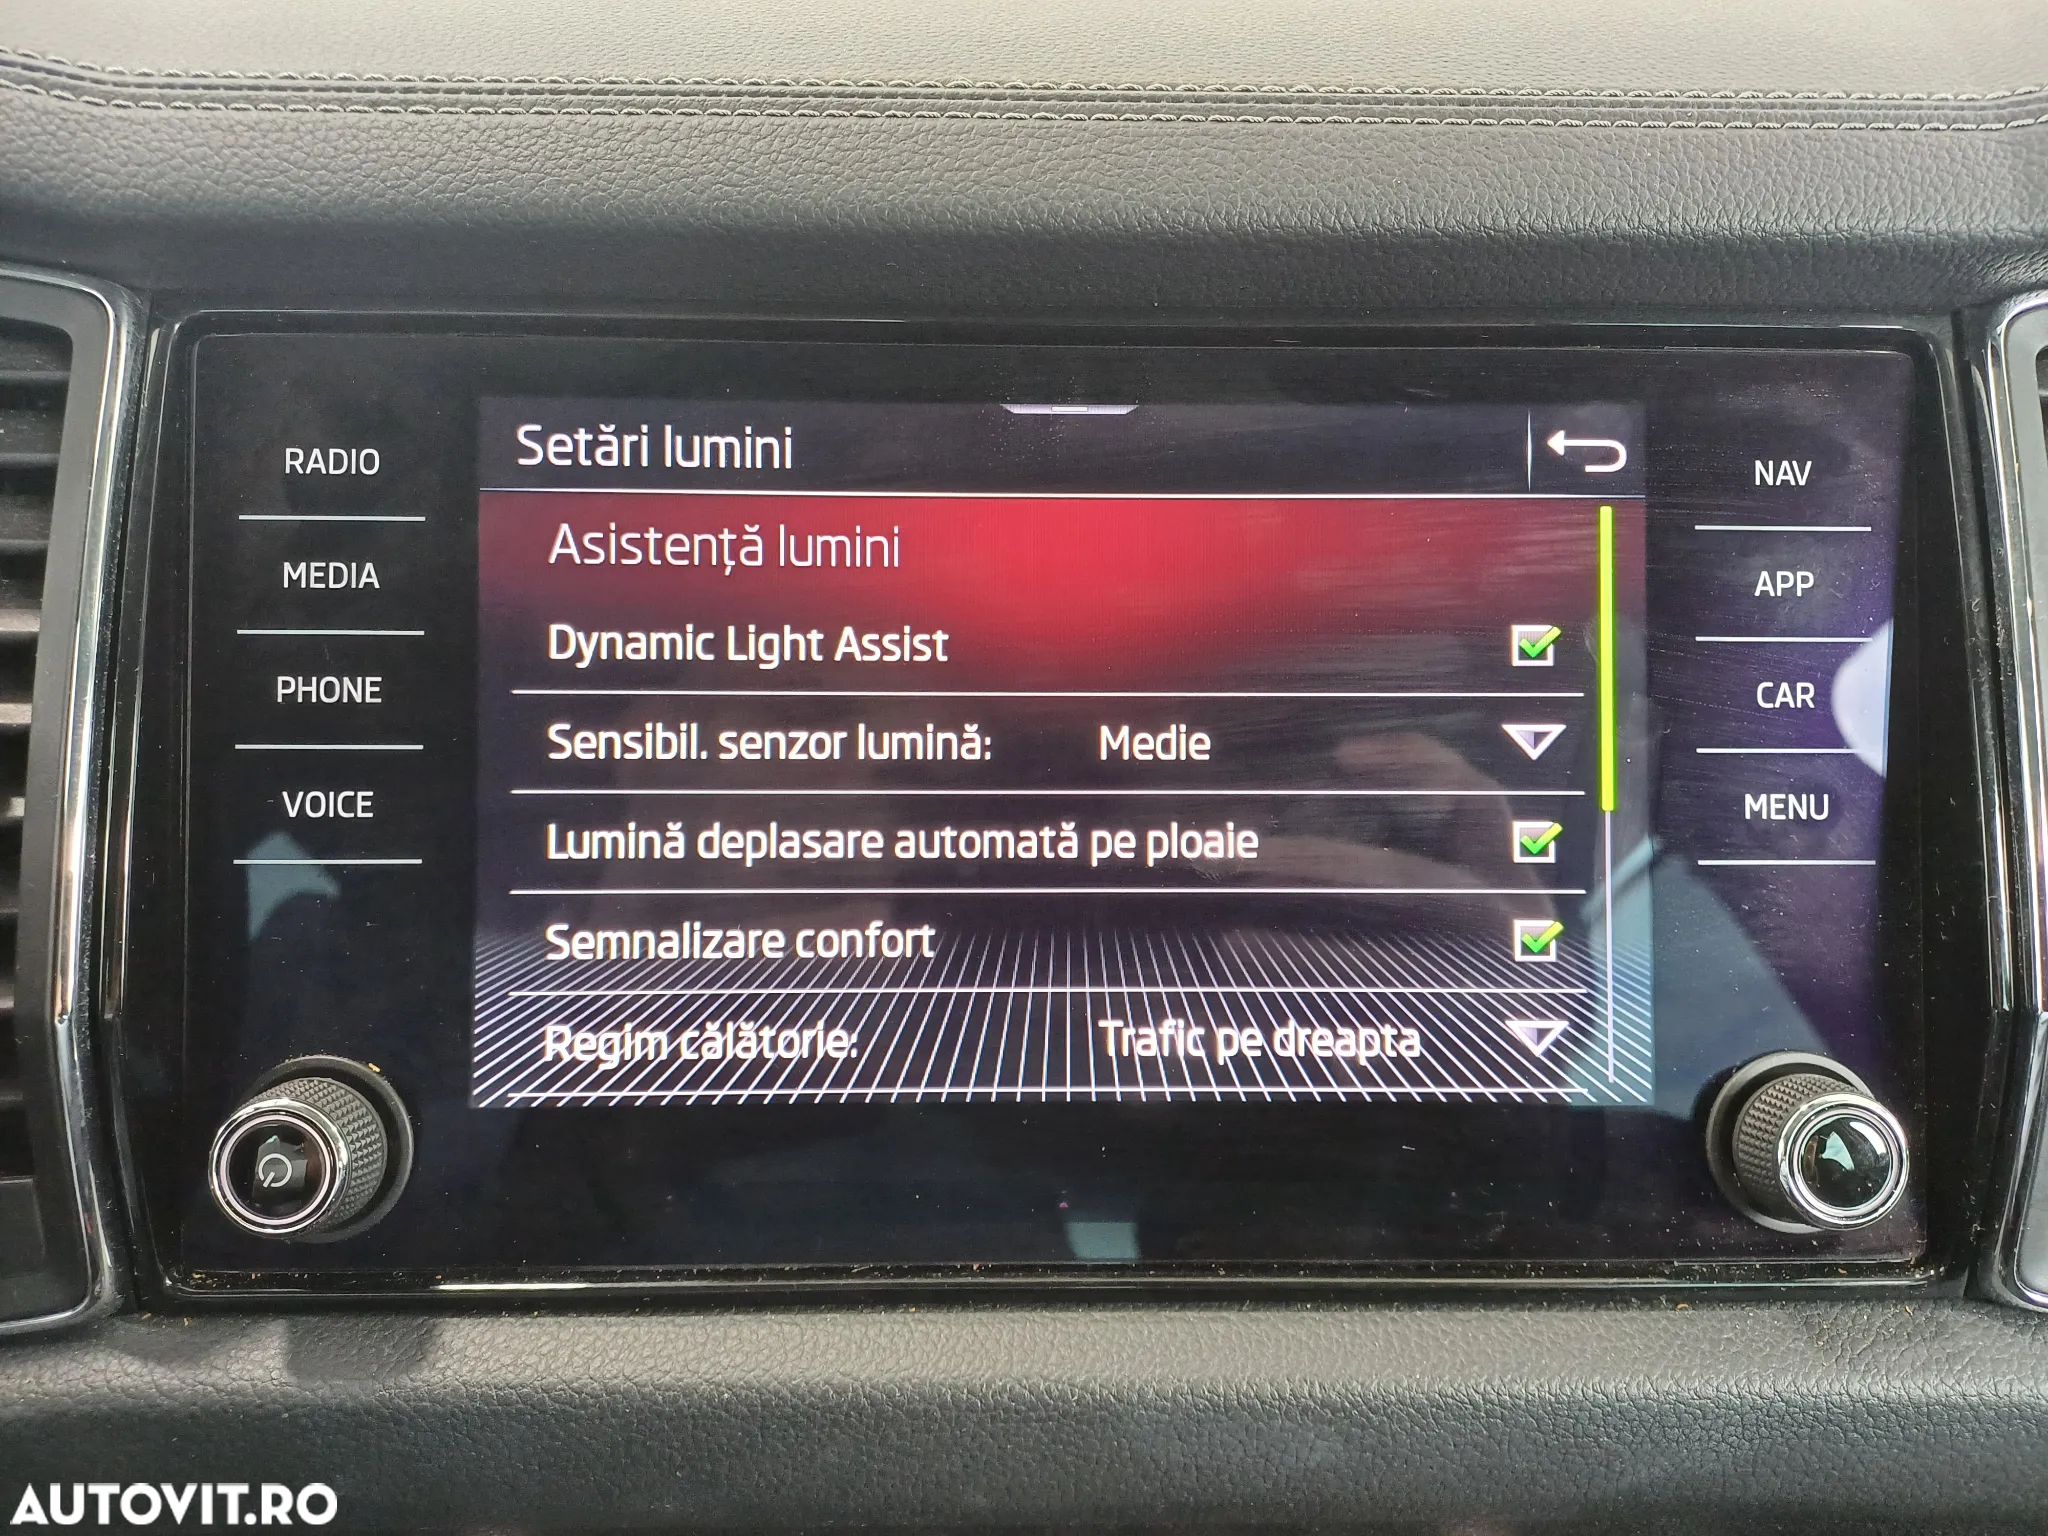 RADIO
MEDIA
PHONE
VOICE
Setări lumini
Asistență lumini
Dynamic Light Assist
Sensibil. senzor lumină: Medie
Lumină deplasare automată pe ploaie
Semnalizare confort
Regim călătorie: Trafic pe dreapta
NAV
APP
CAR
MENU
AUTOVIT.RO